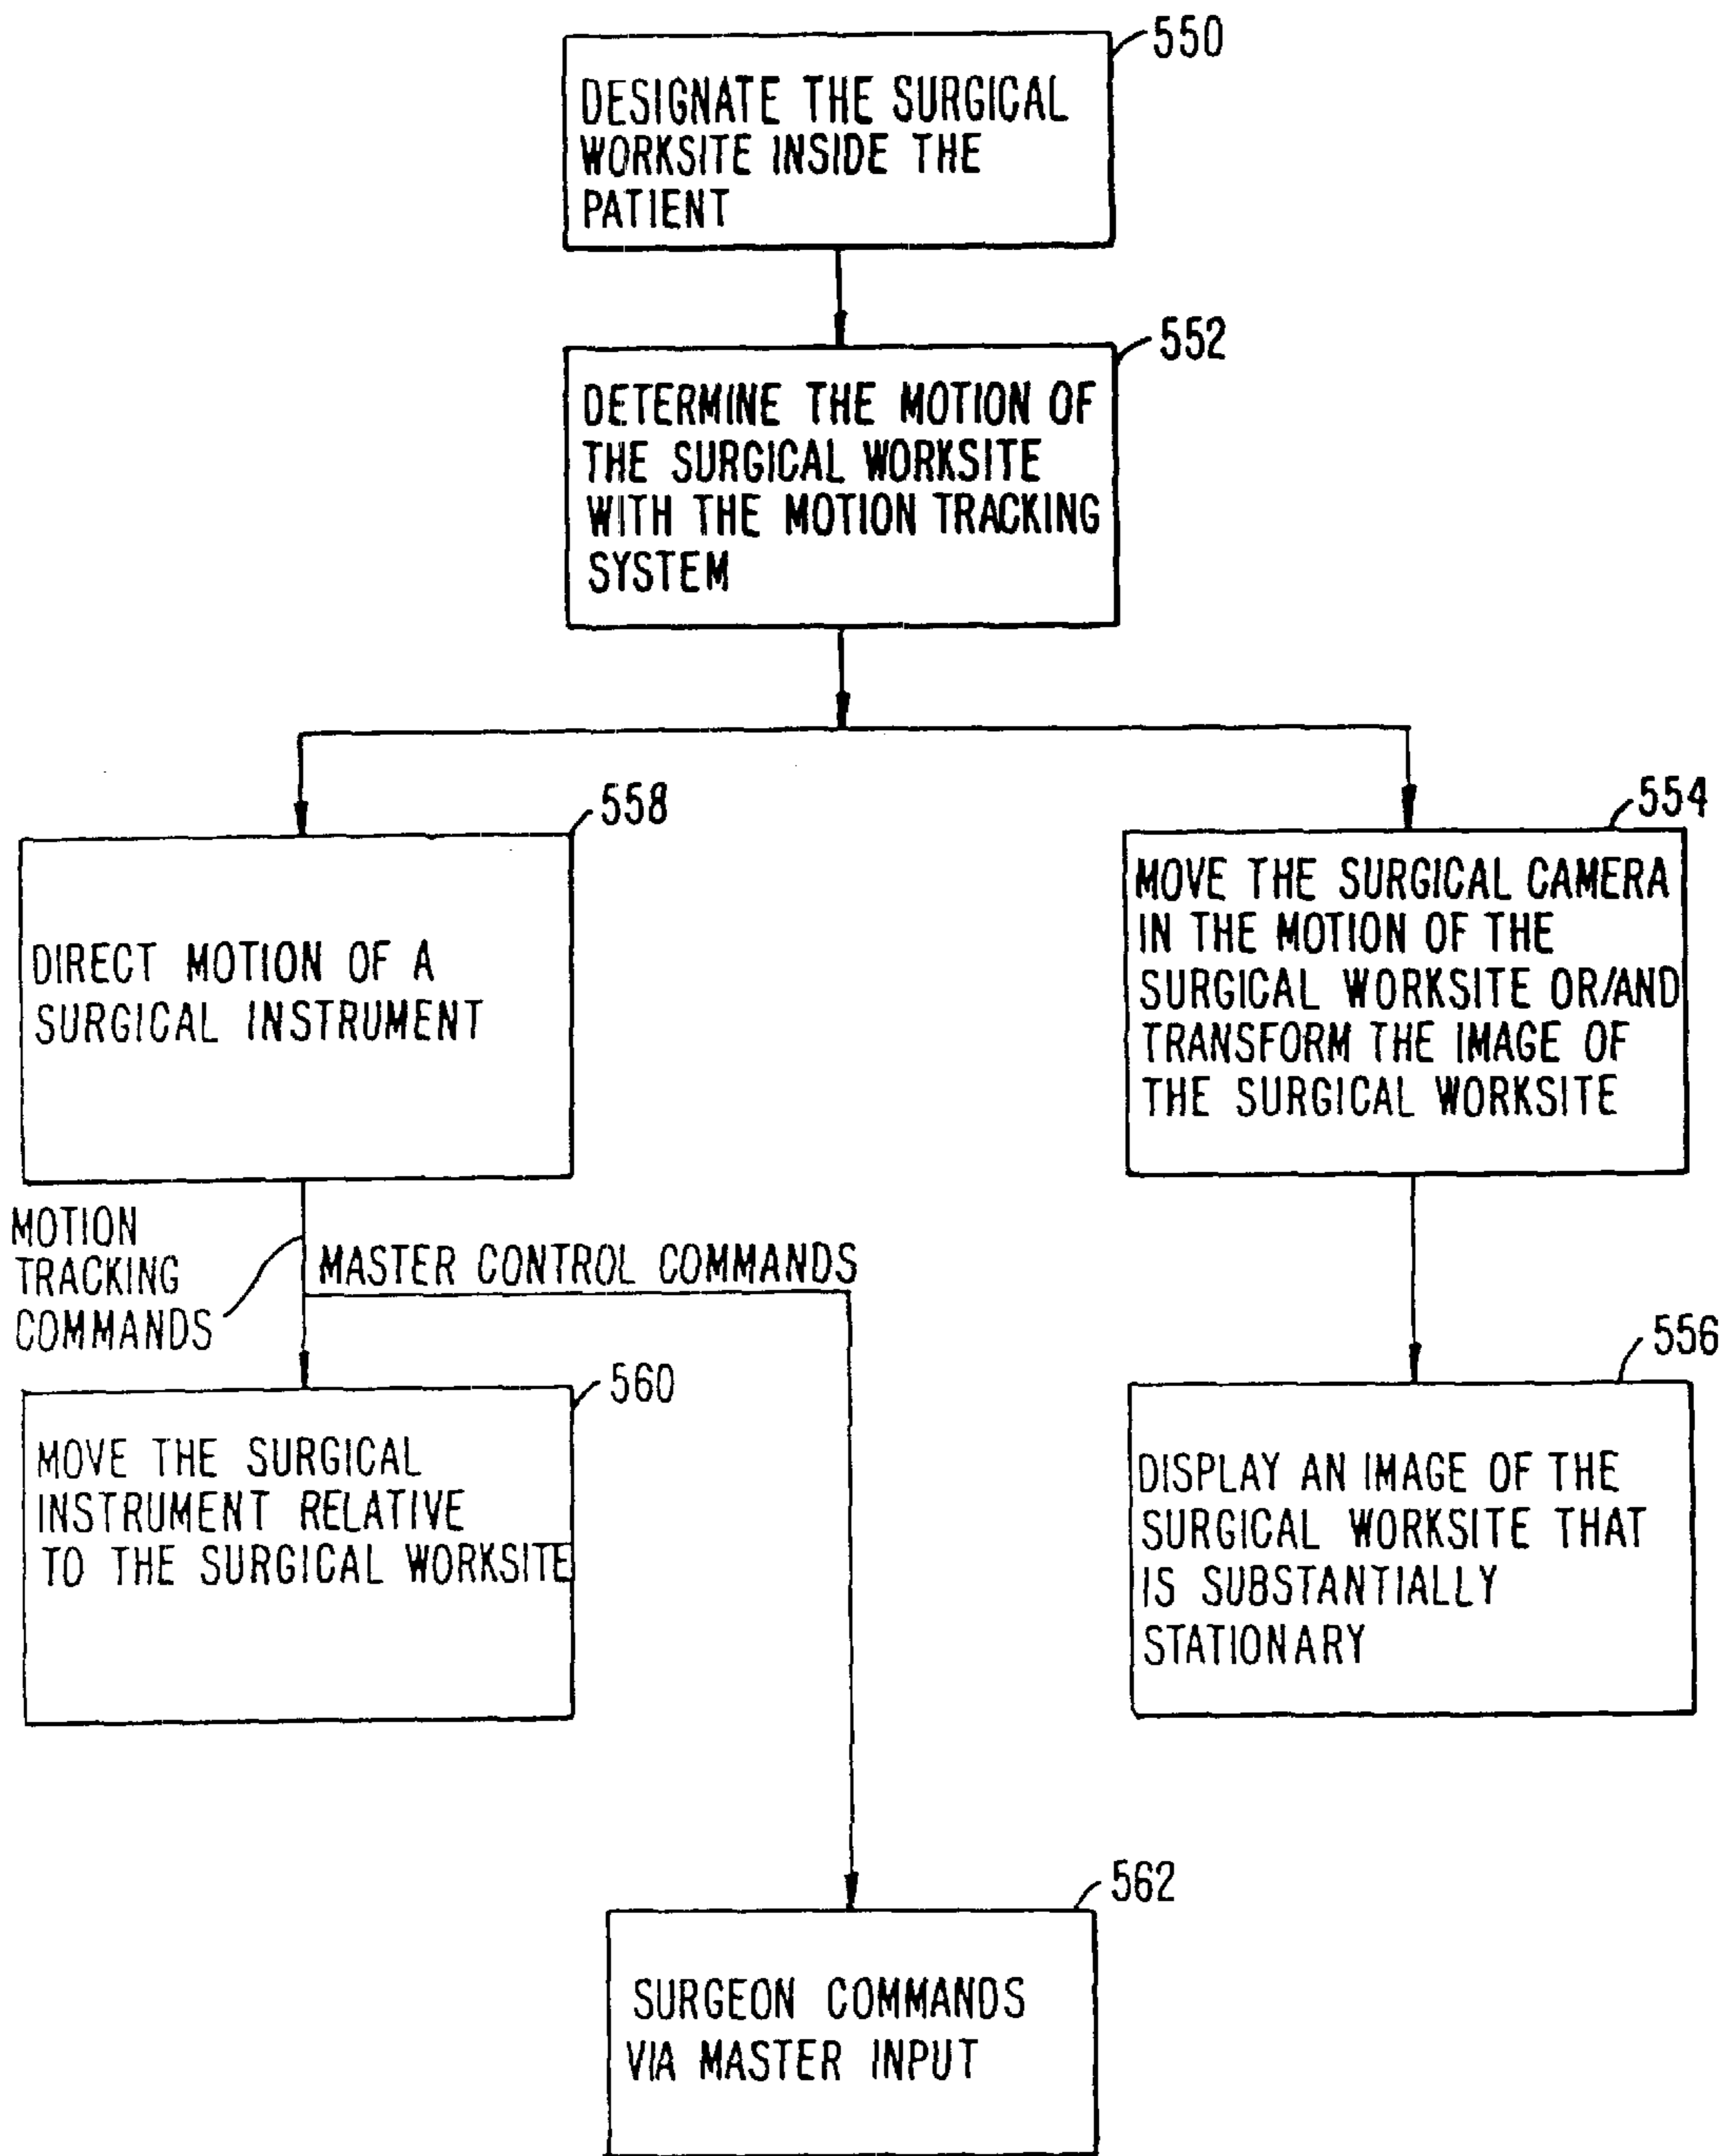 550
DESIGNATE THE SURGICAL
WORKSITE INSIDE THE
PATIENT
552
DETERMINE THE MOTION OF
THE SURGICAL WORKSITE
WITH THE MOTION TRACKING
SYSTEM
558
DIRECT MOTION OF A
SURGICAL INSTRUMENT
554
MOVE THE SURGICAL CAMERA
IN THE MOTION OF THE
SURGICAL WORKSITE OR/AND
TRANSFORM THE IMAGE OF
THE SURGICAL WORKSITE
MOTION
TRACKING
COMMANDS
MASTER CONTROL COMMANDS
560
MOVE THE SURGICAL
INSTRUMENT RELATIVE
TO THE SURGICAL WORKSITE
556
DISPLAY AN IMAGE OF THE
SURGICAL WORKSITE THAT
IS SUBSTANTIALLY
STATIONARY
562
SURGEON COMMANDS
VIA MASTER INPUT